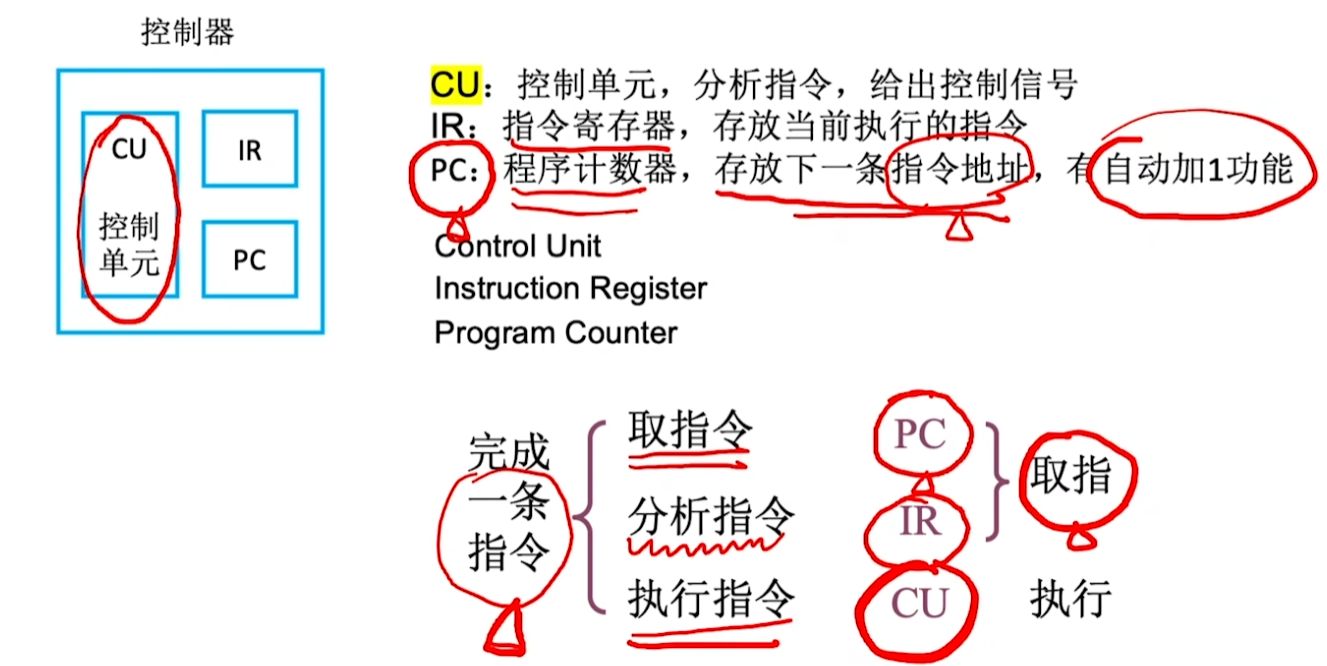 控制器
CU
控制
单元
IR
PC
CU：控制单元，分析指令，给出控制信号
IR：指令寄存器，存放当前执行的指令
PC：程序计数器，存放下一条指令地址，有自动加1功能
Control Unit
Instruction Register
Program Counter
完成
一条
指令
取指令
分析指令
执行指令
PC
IR
CU
取指
执行